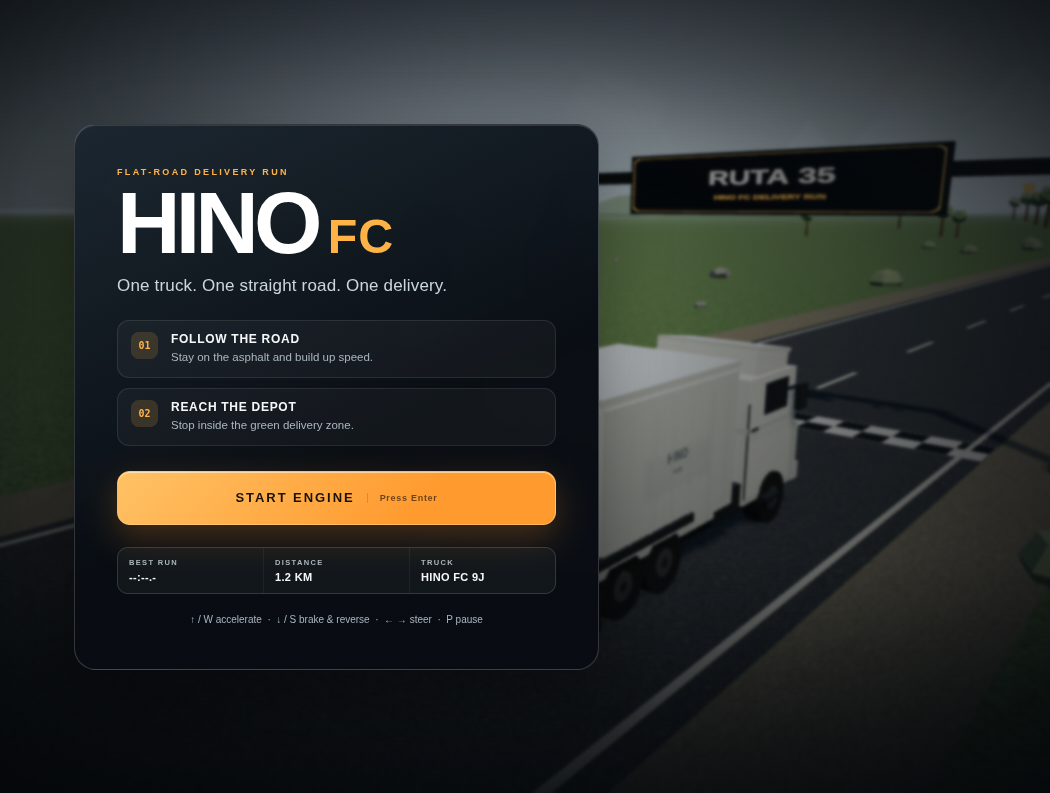 FLAT-ROAD DELIVERY RUN
HINO FC
One truck. One straight road. One delivery.
01 FOLLOW THE ROAD
Stay on the asphalt and build up speed.
02 REACH THE DEPOT
Stop inside the green delivery zone.
START ENGINE | Press Enter
BEST RUN DISTANCE TRUCK
--:--.- 1.2 KM HINO FC 9J
↑ / W accelerate · ↓ / S brake & reverse · ← → steer · P pause
RUTA 35
HINO FC DELIVERY RUN